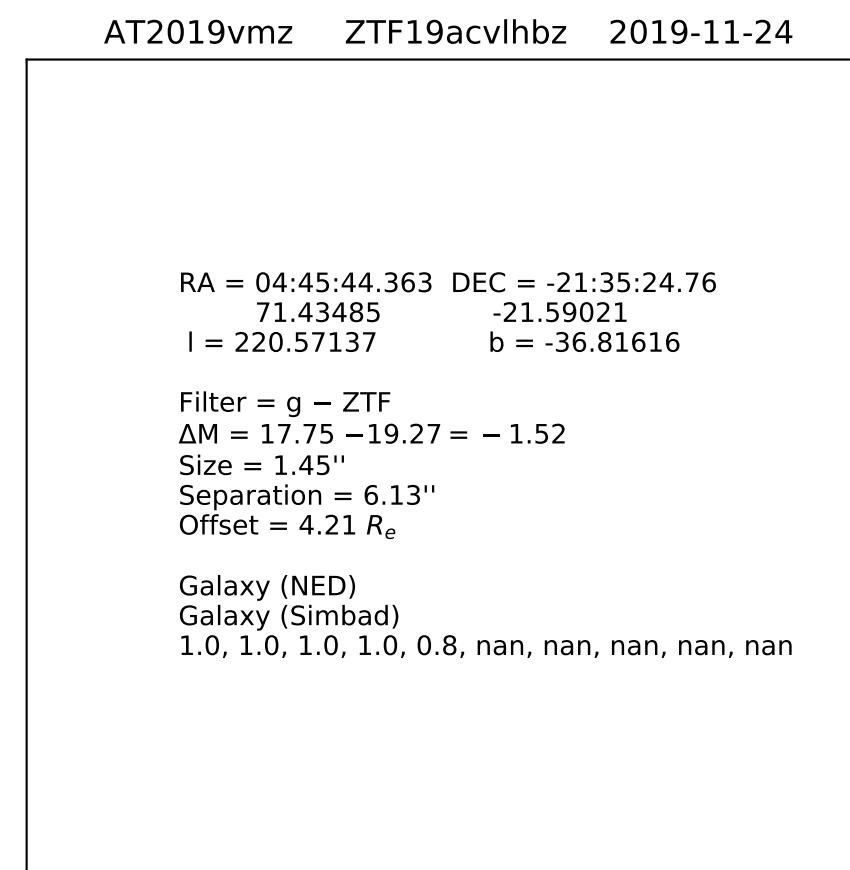 AT2019vmz ZTF19acvlhbz 2019-11-24
RA = 04:45:44.363 DEC = -21:35:24.76
71.43485 -21.59021
l = 220.57137 b = -36.81616
Filter = g − ZTF
ΔM = 17.75 −19.27 = − 1.52
Size = 1.45''
Separation = 6.13''
Offset = 4.21 Re
Galaxy (NED)
Galaxy (Simbad)
1.0, 1.0, 1.0, 1.0, 0.8, nan, nan, nan, nan, nan